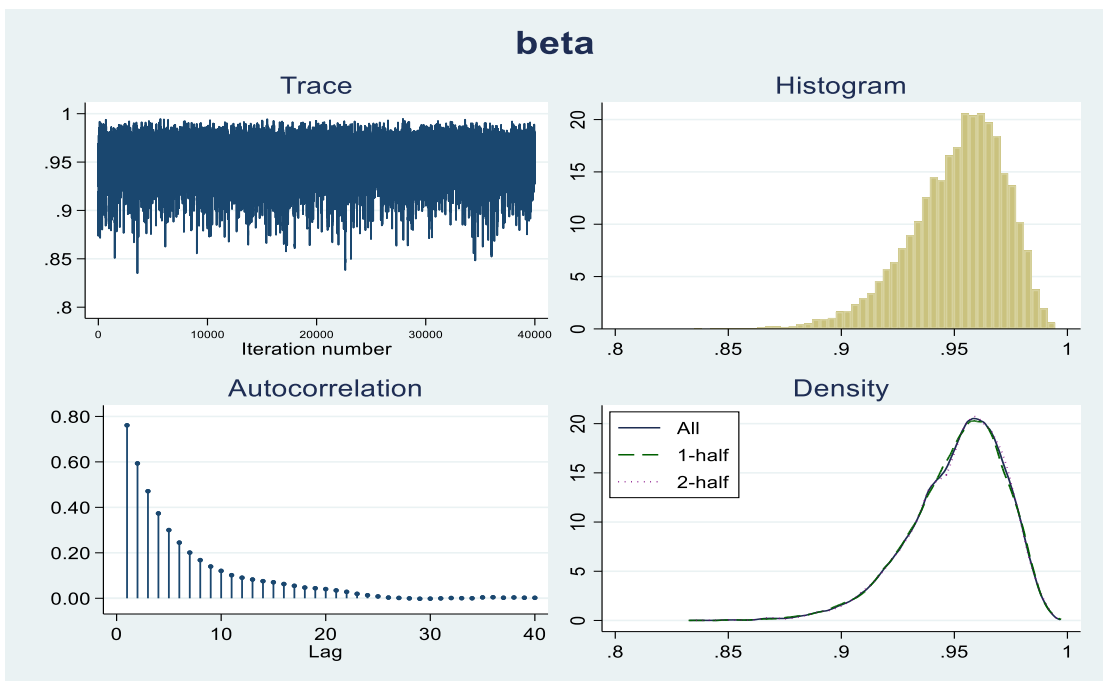 beta
Trace
1
.95
.9
.85
.8
0 10000 20000 30000 40000
Iteration number
Histogram
20
15
10
5
0
.8 .85 .9 .95 1
Autocorrelation
0.80
0.60
0.40
0.20
0.00
0 10 20 30 40
Lag
Density
20
15
10
5
0
All
1-half
2-half
.8 .85 .9 .95 1